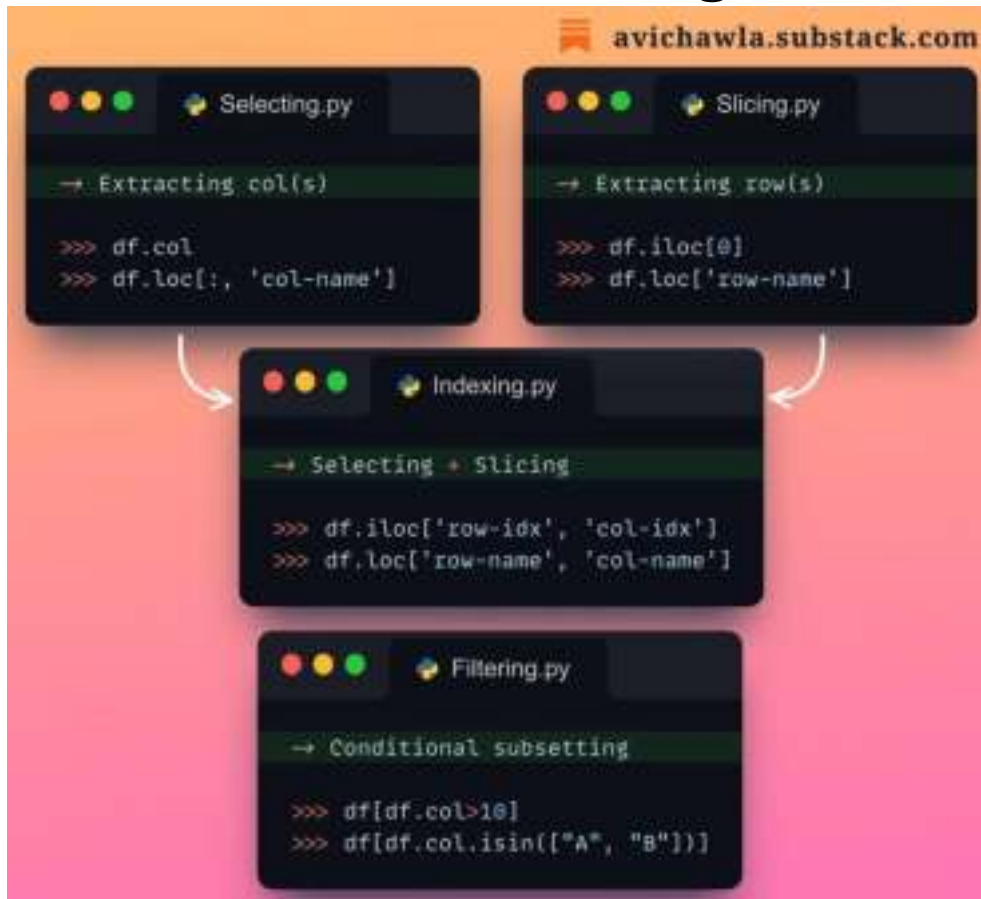 avichawla.substack.com
Selecting.py
→ Extracting col(s)
>>> df.col
>>> df.loc[:, 'col-name']
Slicing.py
→ Extracting row(s)
>>> df.iloc[0]
>>> df.loc['row-name']
Indexing.py
→ Selecting + Slicing
>>> df.iloc['row-idx', 'col-idx']
>>> df.loc['row-name', 'col-name']
Filtering.py
→ Conditional subsetting
>>> df[df.col>10]
>>> df[df.col.isin(["A", "B"])]